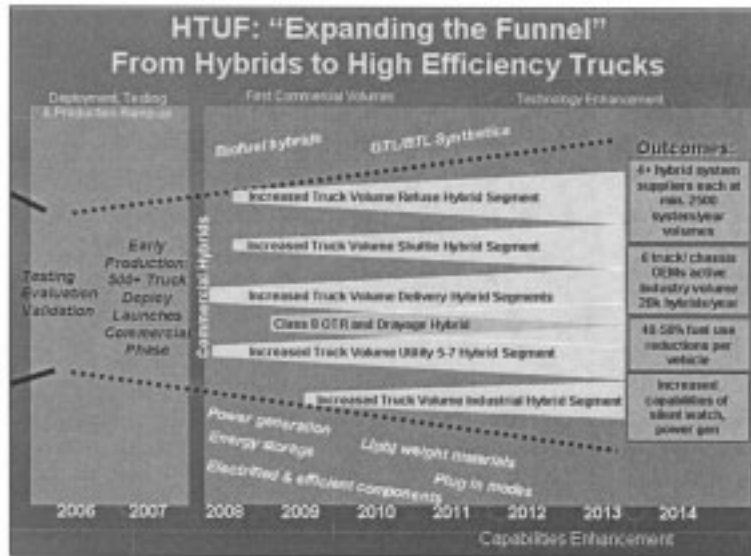 HTUF: "Expanding the Funnel"
From Hybrids to High Efficiency Trucks
Deployment, Testing
& Production Ramp-up
First Commercial Volumes
Technology Enhancement
Biofuel hybrids
GTL/BTL Synthetics
Outcomes:
4+ hybrid system
suppliers each at
min. 2500
system/year
volumes
Increased Truck Volume Refuse Hybrid Segment
Increased Truck Volume Shuttle Hybrid Segment
Early
Production:
500+ Truck
Deploy
Launches
Commercial
Phase
Testing
Evaluation
Validation
Commercial Hybrids
6 truck/ chassis
OEMs active
Industry volume
20k hybrids/year
Increased Truck Volume Delivery Hybrid Segments
Class 8 OTR and Drayage Hybrid
Increased Truck Volume Utility 5-7 Hybrid Segment
fuel use
reductions per
vehicle
Increased Truck Volume Industrial Hybrid Segment
Increased
capabilities of
silent watch,
power gen
Power generation
Energy storage
Light weight materials
Electrified & efficient components
Plug in modes
2006 2007 2008 2009 2010 2011 2012 2013 2014
Capabilities Enhancement